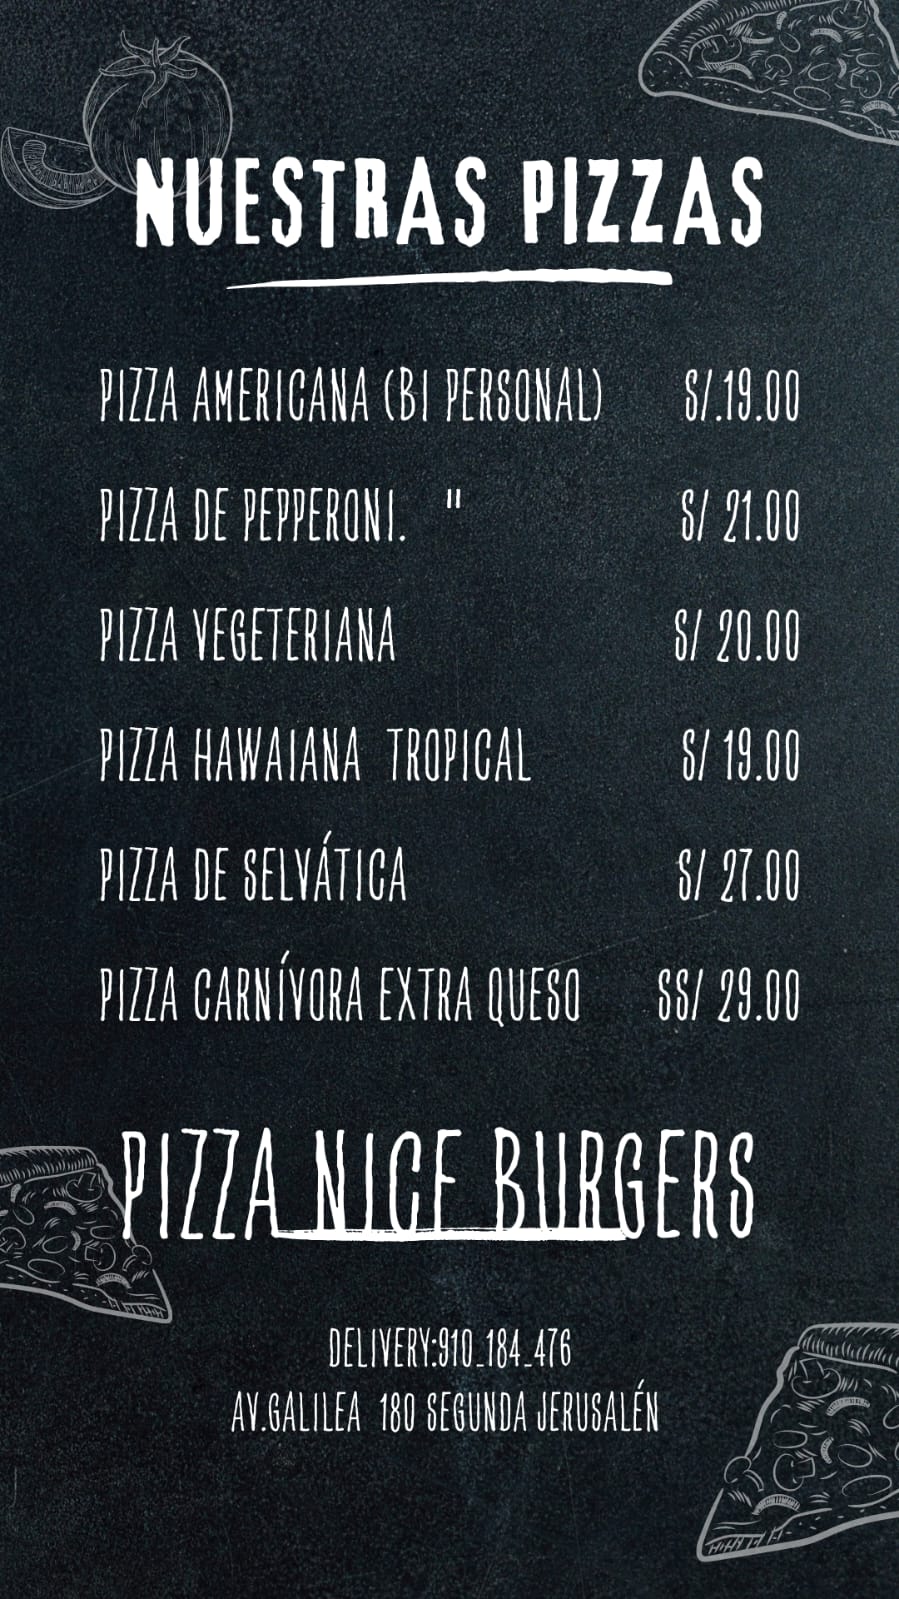 NUESTRAS PIZZAS
PIZZA AMERICANA (BI PERSONAL) S/.19.00
PIZZA DE PEPPERONI. " S/ 21.00
PIZZA VEGETERIANA S/ 20.00
PIZZA HAWAIANA TROPICAL S/ 19.00
PIZZA DE SELVÁTICA S/ 27.00
PIZZA CARNÍVORA EXTRA QUESO SS/ 29.00
PIZZA NICE BURGERS
DELIVERY:910_184_476
AV.GALILEA 180 SEGUNDA JERUSALÉN